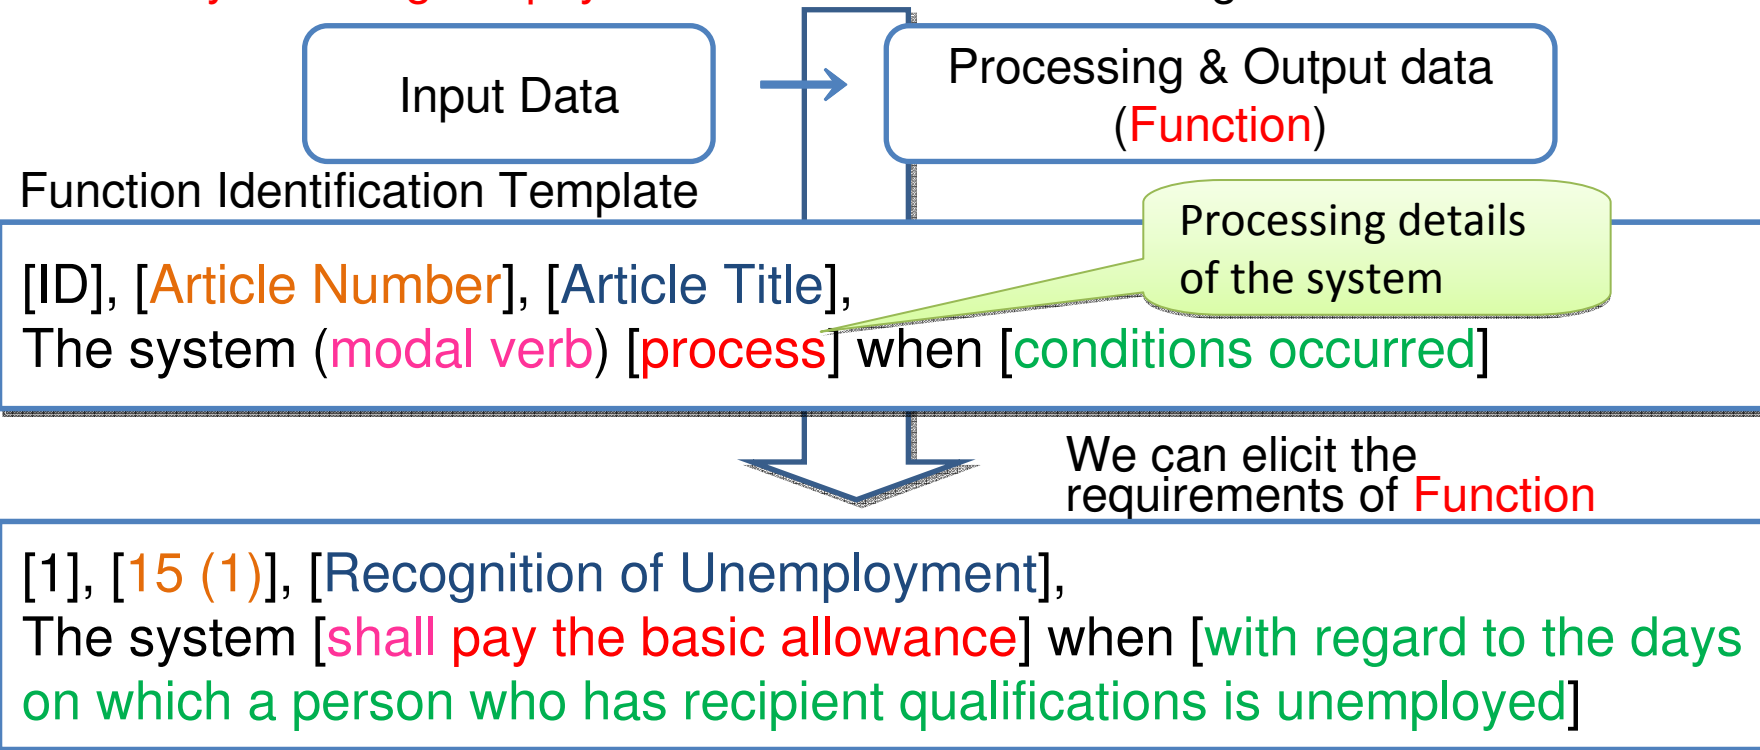 Input Data
Processing & Output data
(Function)
Function Identification Template
Processing details
of the system
[ID], [Article Number], [Article Title],
The system (modal verb) [process] when [conditions occurred]
We can elicit the
requirements of Function
[1], [15 (1)], [Recognition of Unemployment],
The system [shall pay the basic allowance] when [with regard to the days
on which a person who has recipient qualifications is unemployed]